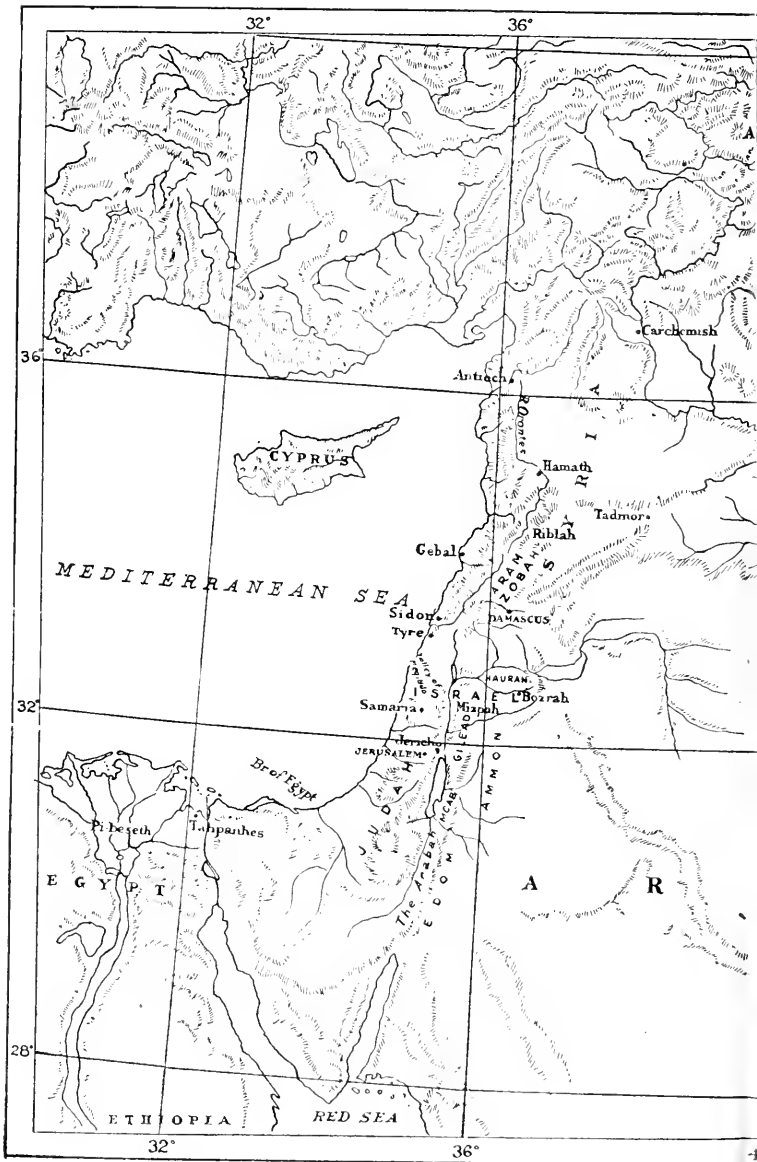 32°
36°
A
Carchemish
36°
Antioch
R. Orontes
SYRIA
CYPRUS
Hamath
Tadmor
Riblah
Gebal
ARAM
ZOBAH
MEDITERRANEAN SEA
Sidon
DAMASCUS
Tyre
Valley of
HAURAN
ISRAEL
Bozrah
Mizpah
Samaria
32°
GILEAD
Jericho
JERUSALEM
AMMON
Br of Egypt
JUDAH
MOAB
Pi-beseth
Tahpanhes
The Arabah
EDOM
EGYPT
A R
28°
ETHIOPIA
RED SEA
32°
36°